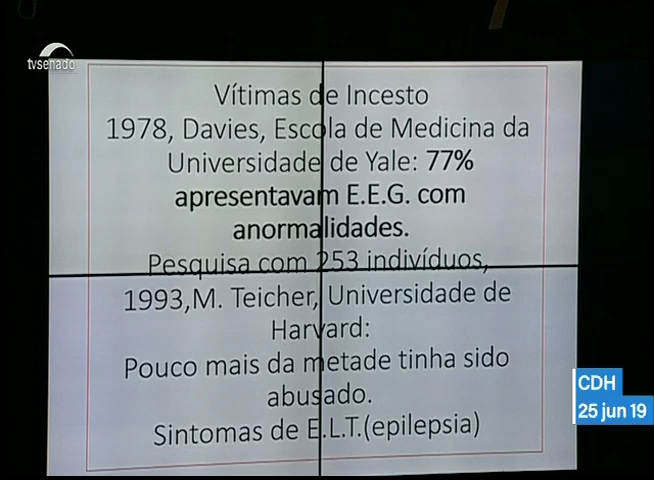 tvsenado
Vítimas de Incesto
1978, Davies, Escola de Medicina da
Universidade de Yale: 77%
apresentavam E.E.G. com
anormalidades.
Pesquisa com 253 indivíduos,
1993,M. Teicher, Universidade de
Harvard:
Pouco mais da metade tinha sido
abusado.
Sintomas de E.L.T.(epilepsia)
CDH
25 jun 19